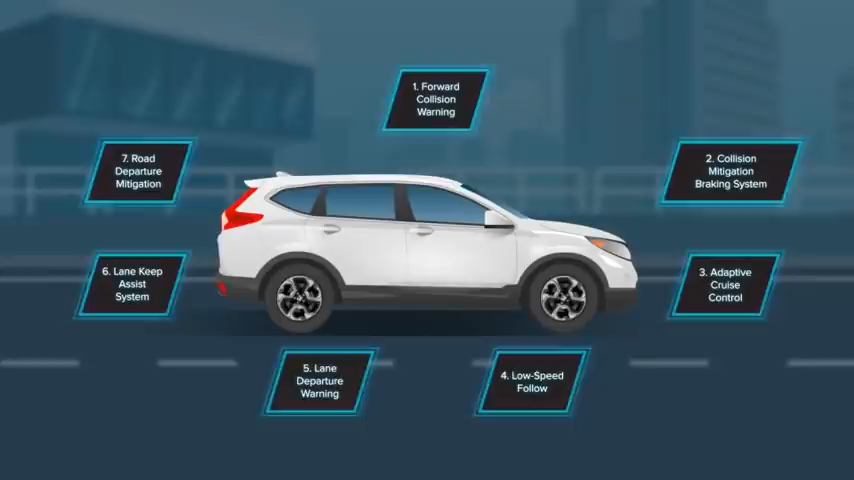 1. Forward
Collision
Warning
2. Collision
Mitigation
Braking System
3. Adaptive
Cruise
Control
4. Low-Speed
Follow
5. Lane
Departure
Warning
6. Lane Keep
Assist
System
7. Road
Departure
Mitigation